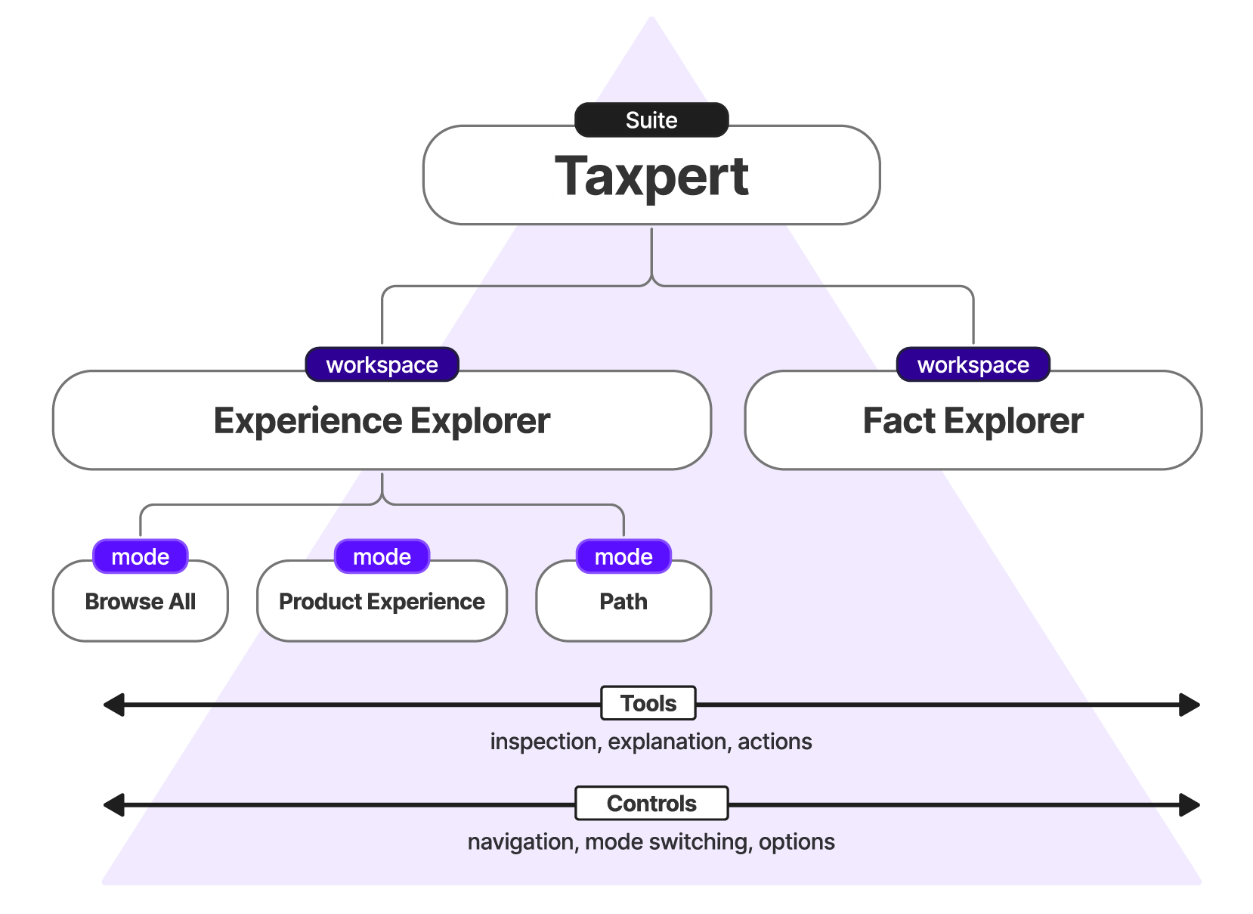 Suite
Taxpert
workspace
Experience Explorer
workspace
Fact Explorer
mode
Browse All
mode
Product Experience
mode
Path
Tools
inspection, explanation, actions
Controls
navigation, mode switching, options